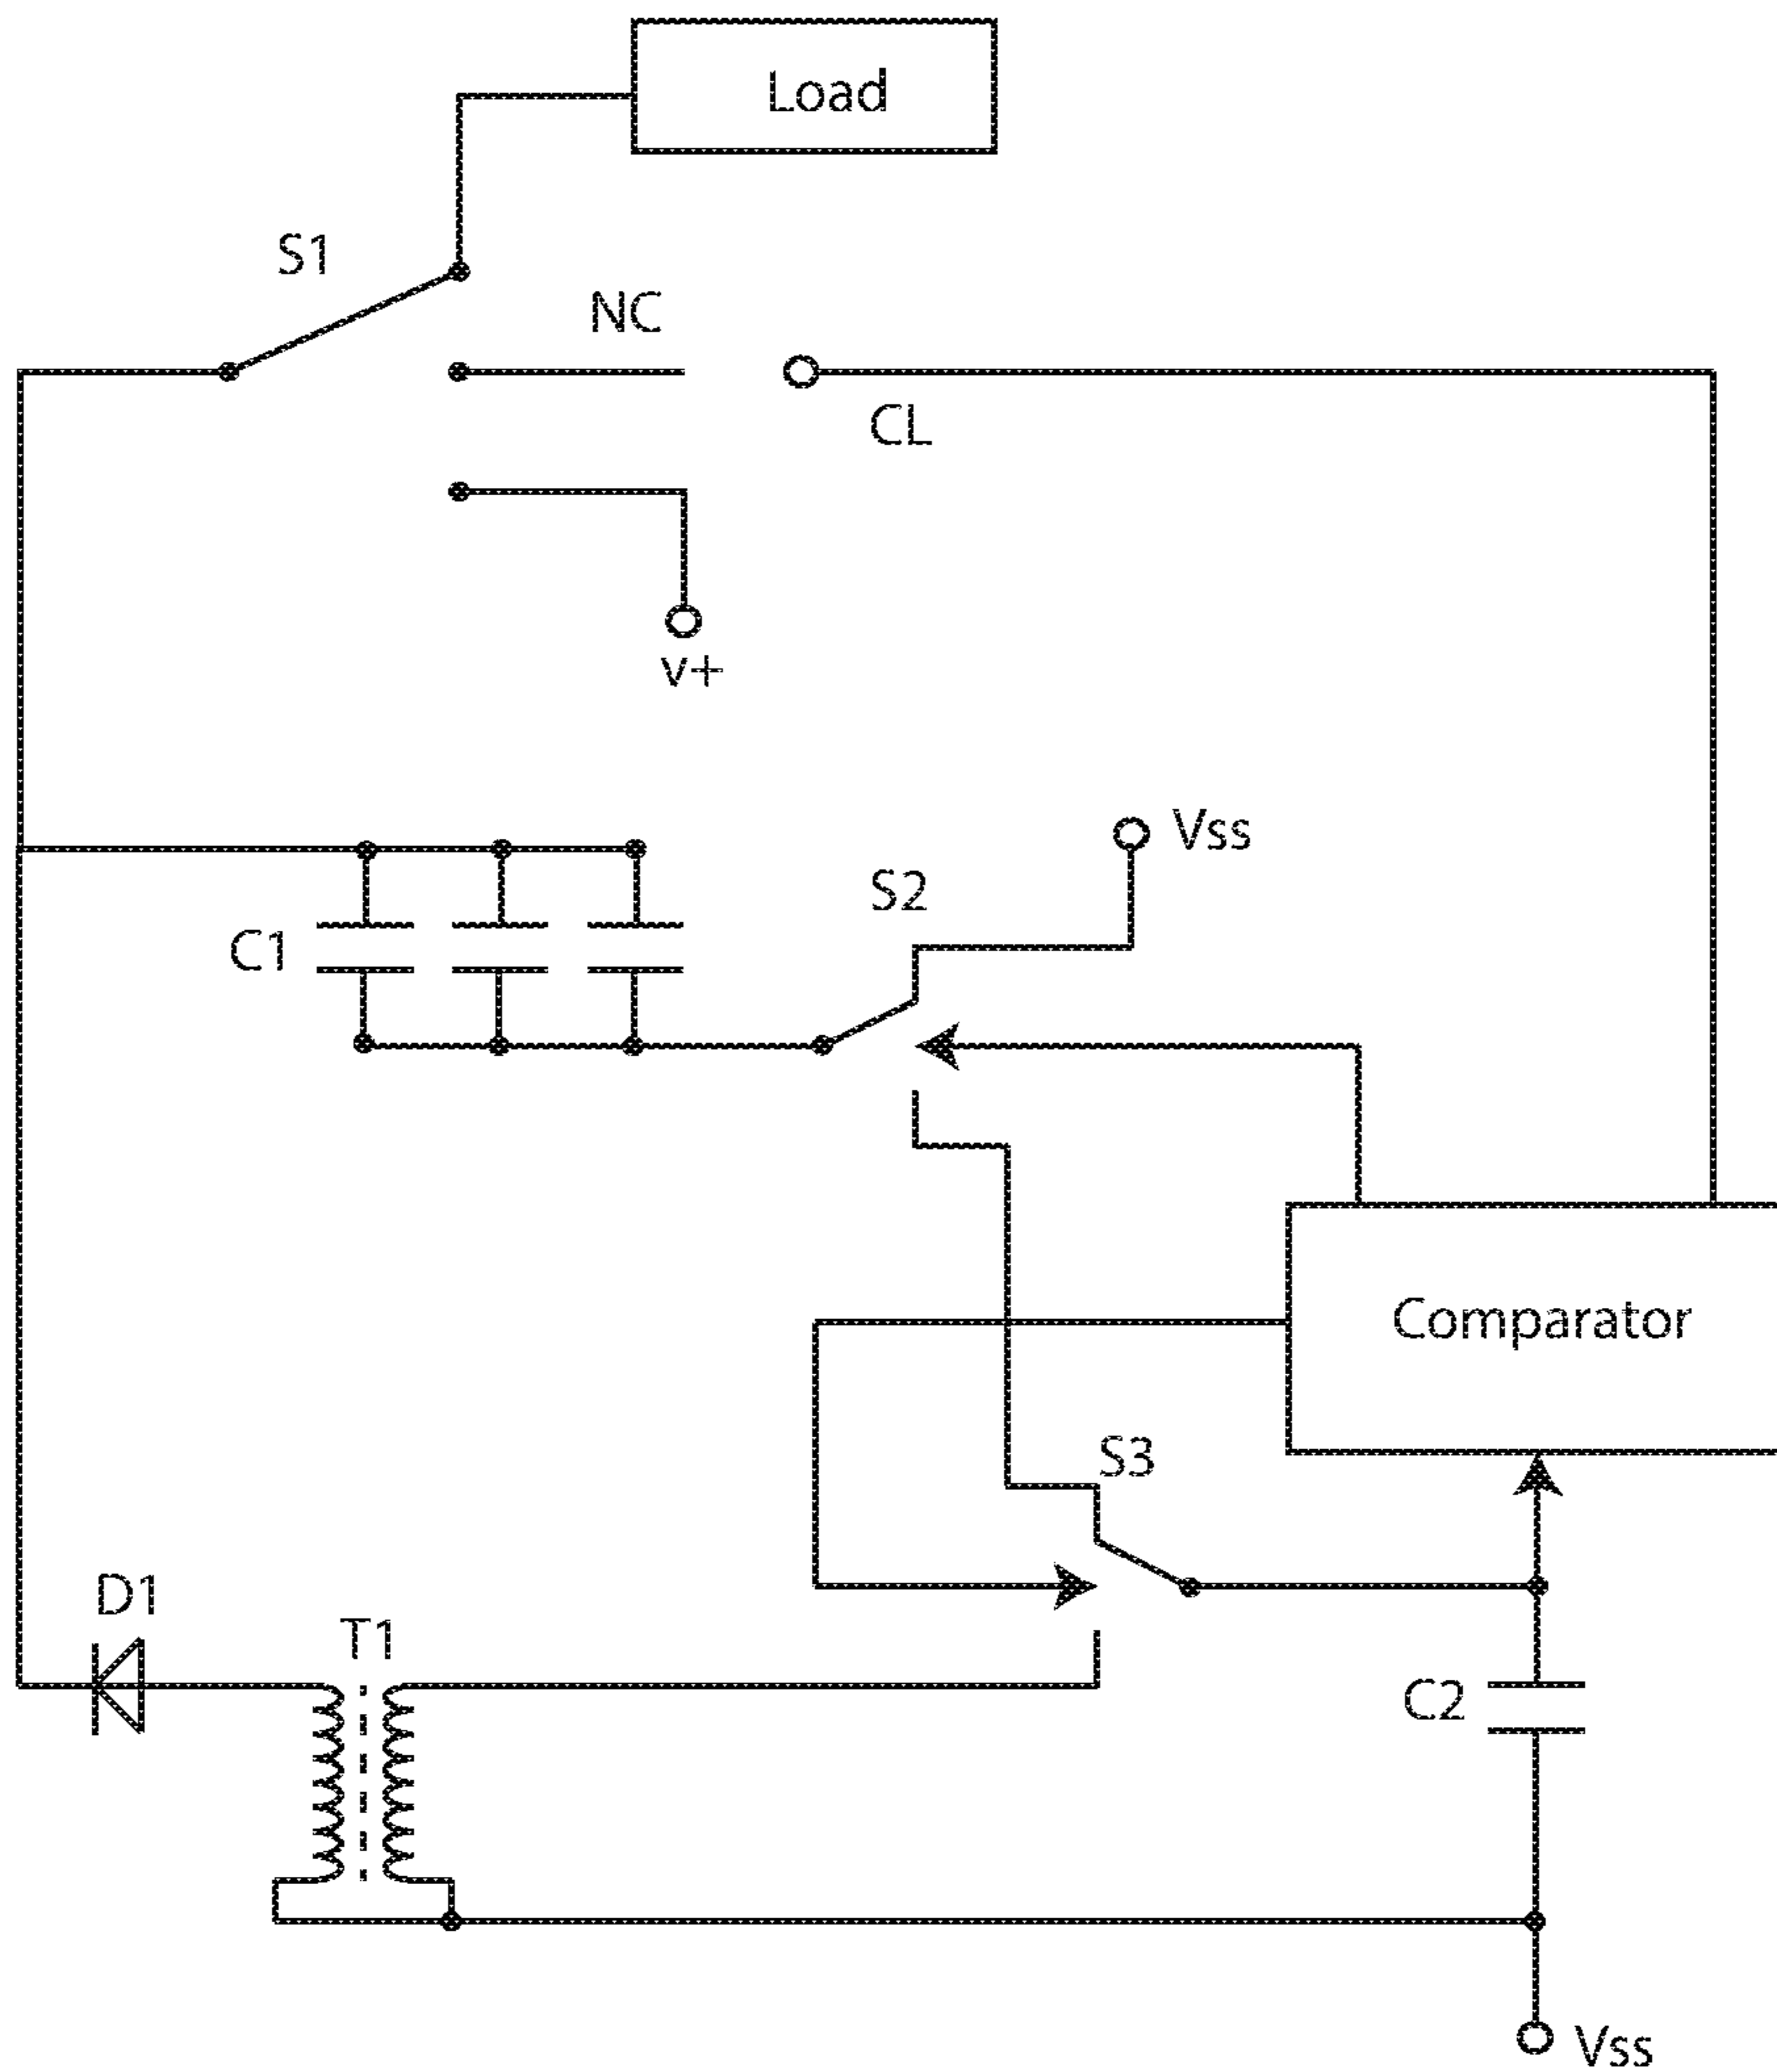 Load
S1
NC
CL
v+
Vss
S2
C1
Comparator
S3
D1
T1
C2
Vss